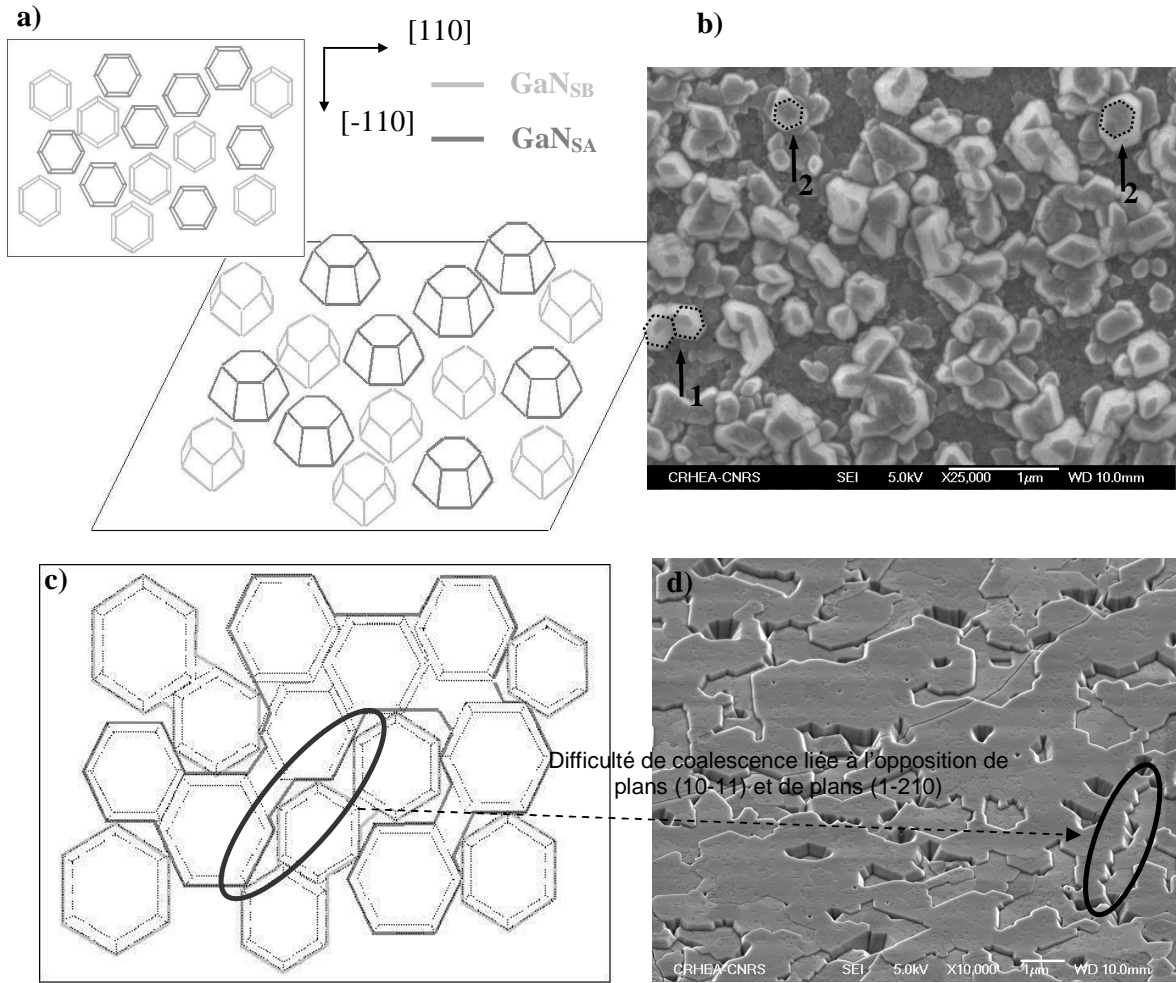 a)
[110]
GaN_SB
[-110]
GaN_SA
b)
2
2
1
CRHEA-CNRS SEI 5.0kV X25,000 1µm WD 10.0mm
c)
d)
Difficulté de coalescence liée à l'opposition de
plans (10-11) et de plans (1-210)
CRHEA-CNRS SEI 5.0kV X10,000 1µm WD 10.0mm